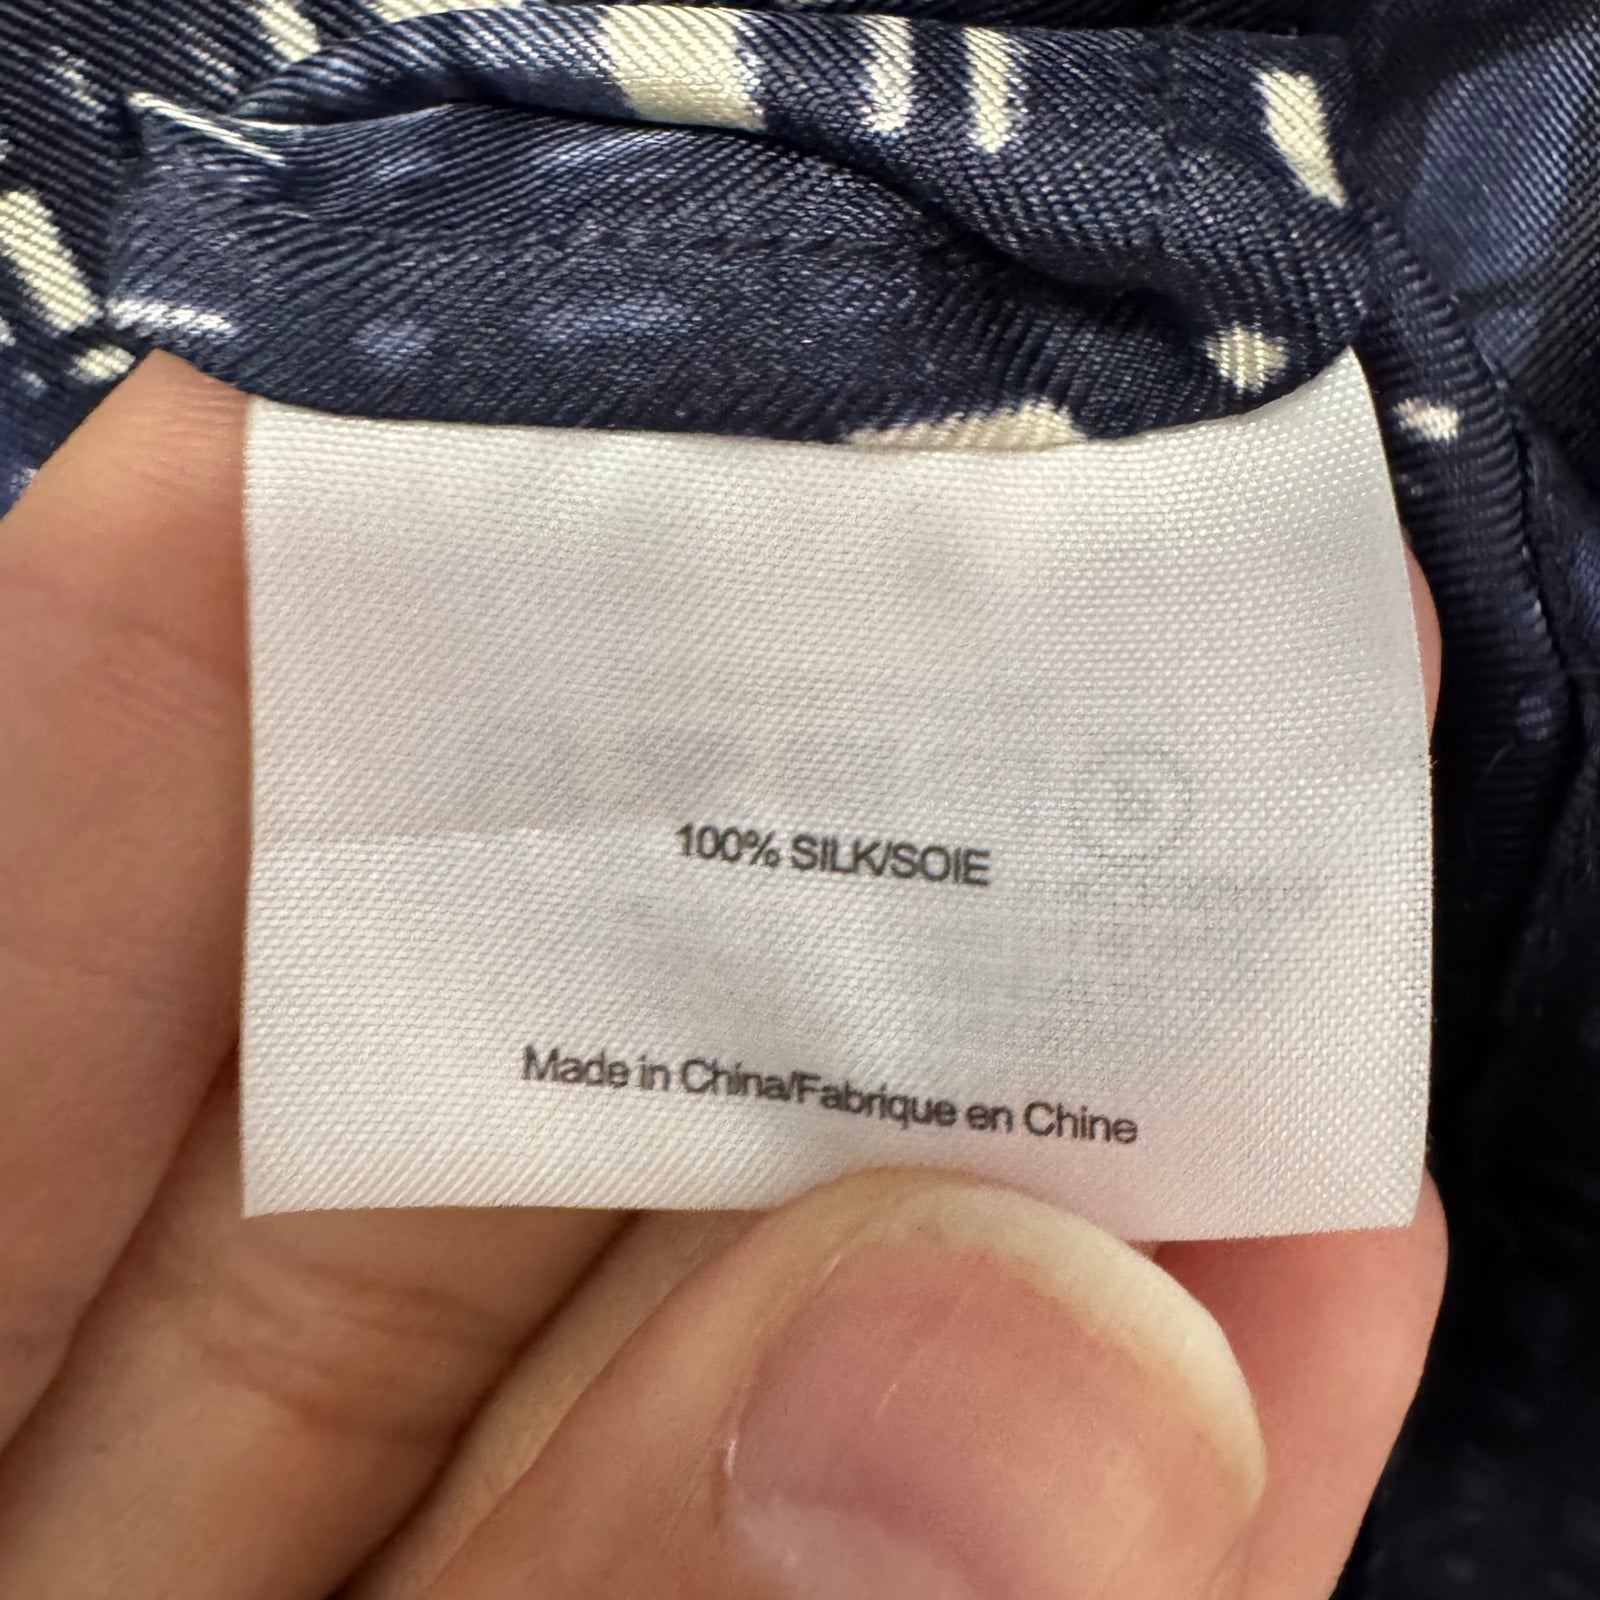 100% SILK/SOIE
Made in China/Fabrique en Chine